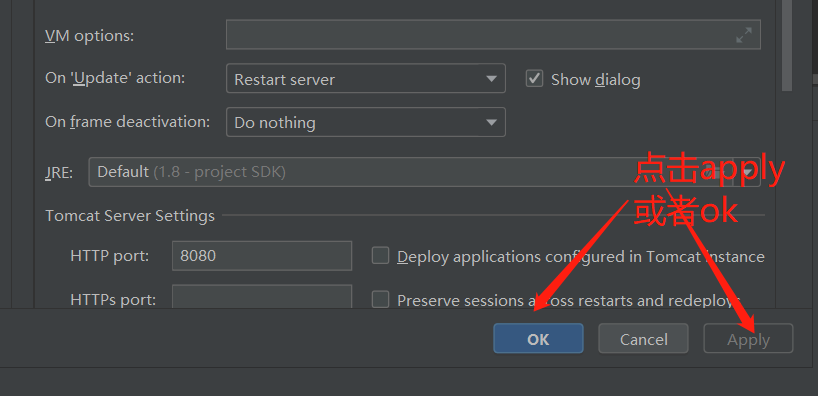 VM options:
On 'Update' action: Restart server Show dialog
On frame deactivation: Do nothing
JRE: Default (1.8 - project SDK)
点击apply
或者ok
Tomcat Server Settings
HTTP port: 8080 Deploy applications configured in Tomcat instance
HTTPs port: Preserve sessions across restarts and redeploys
OK Cancel Apply